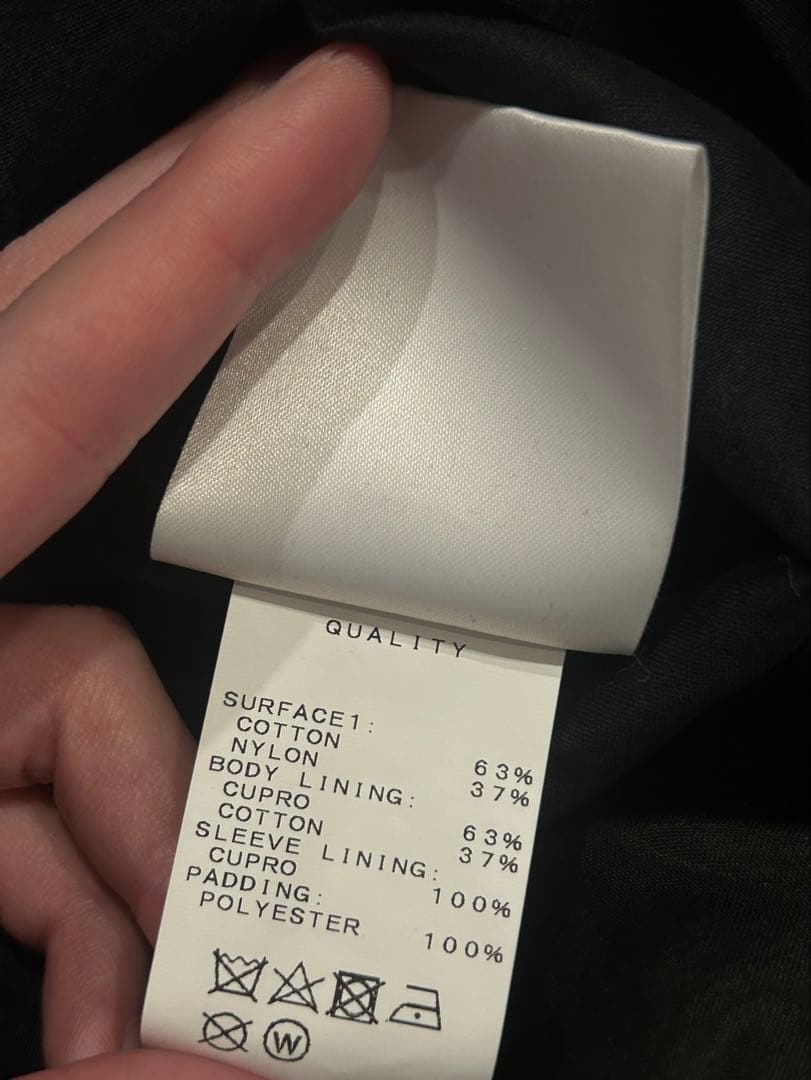 QUALITY
SURFACE1:
COTTON 63%
NYLON 37%
BODY LINING:
CUPRO 63%
COTTON 37%
SLEEVE LINING:
CUPRO 100%
PADDING:
POLYESTER 100%
W